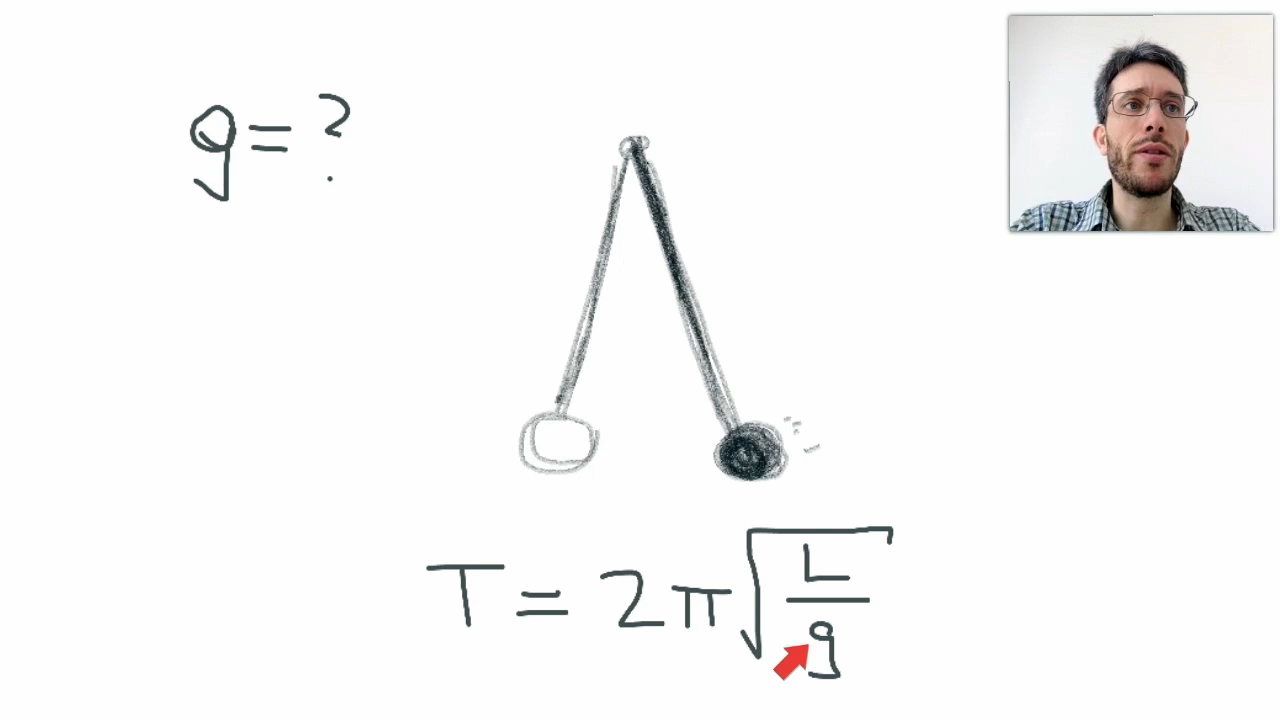 g = ?
T = 2π√(L/g)